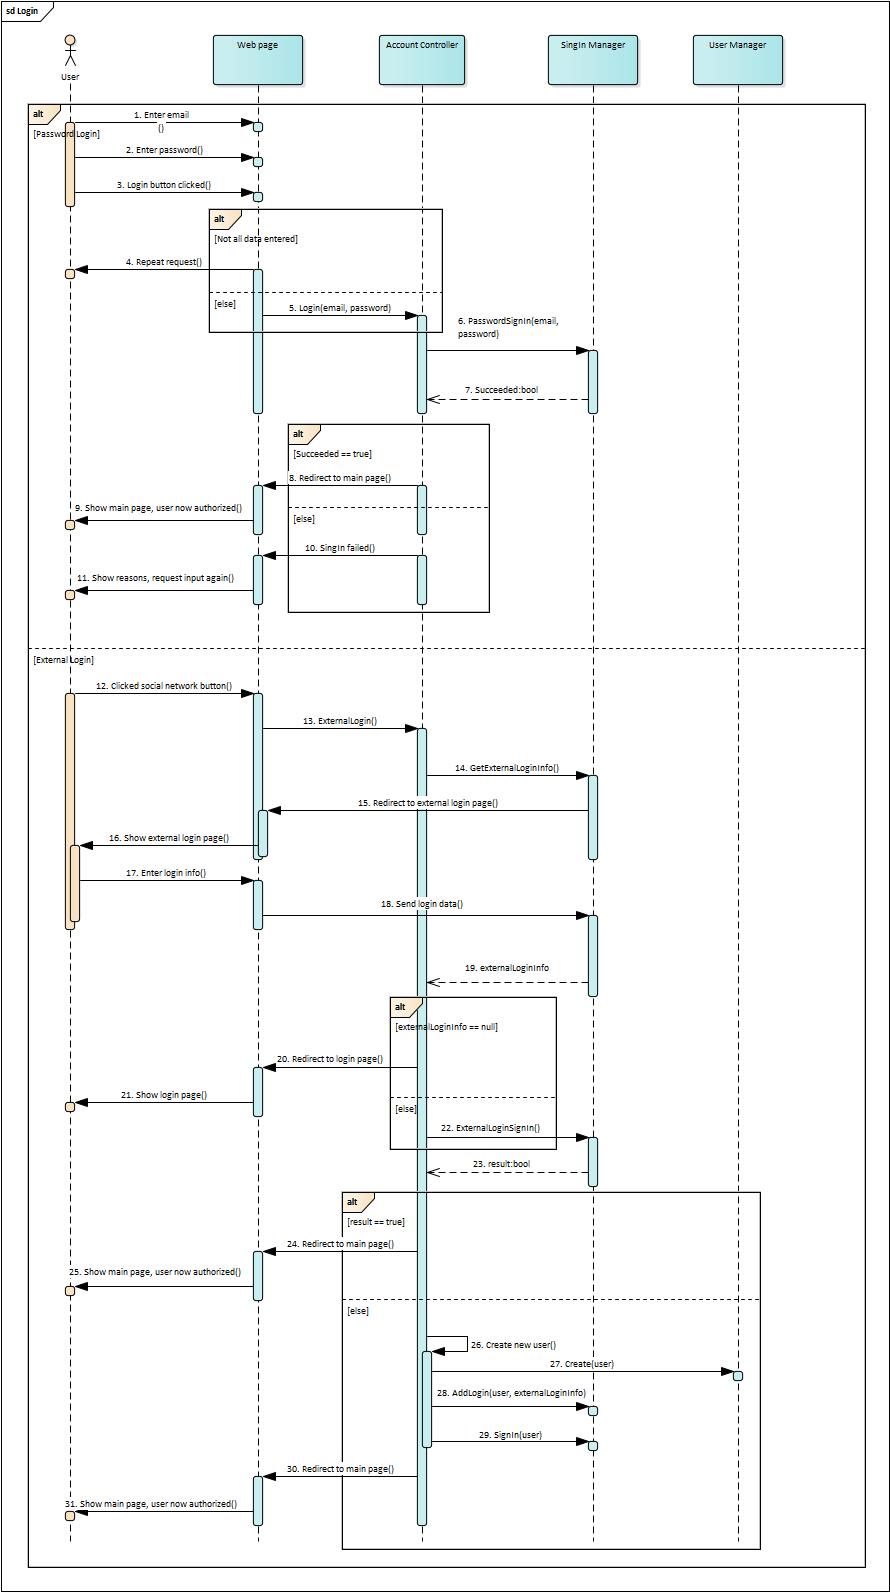 sd Login
User
Web page
Account Controller
SingIn Manager
User Manager
alt
[Password Login]
1. Enter email
()
2. Enter password()
3. Login button clicked()
alt
[Not all data entered]
4. Repeat request()
[else]
5. Login(email, password)
6. PasswordSignIn(email,
password)
7. Succeeded:bool
alt
[Succeeded == true]
8. Redirect to main page()
9. Show main page, user now authorized()
[else]
10. SingIn failed()
11. Show reasons, request input again()
[External Login]
12. Clicked social network button()
13. ExternalLogin()
14. GetExternalLoginInfo()
15. Redirect to external login page()
16. Show external login page()
17. Enter login info()
18. Send login data()
19. externalLoginInfo
alt
[externalLoginInfo == null]
20. Redirect to login page()
21. Show login page()
[else]
22. ExternalLoginSignIn()
23. result:bool
alt
[result == true]
24. Redirect to main page()
25. Show main page, user now authorized()
[else]
26. Create new user()
27. Create(user)
28. AddLogin(user, externalLoginInfo)
29. SignIn(user)
30. Redirect to main page()
31. Show main page, user now authorized()